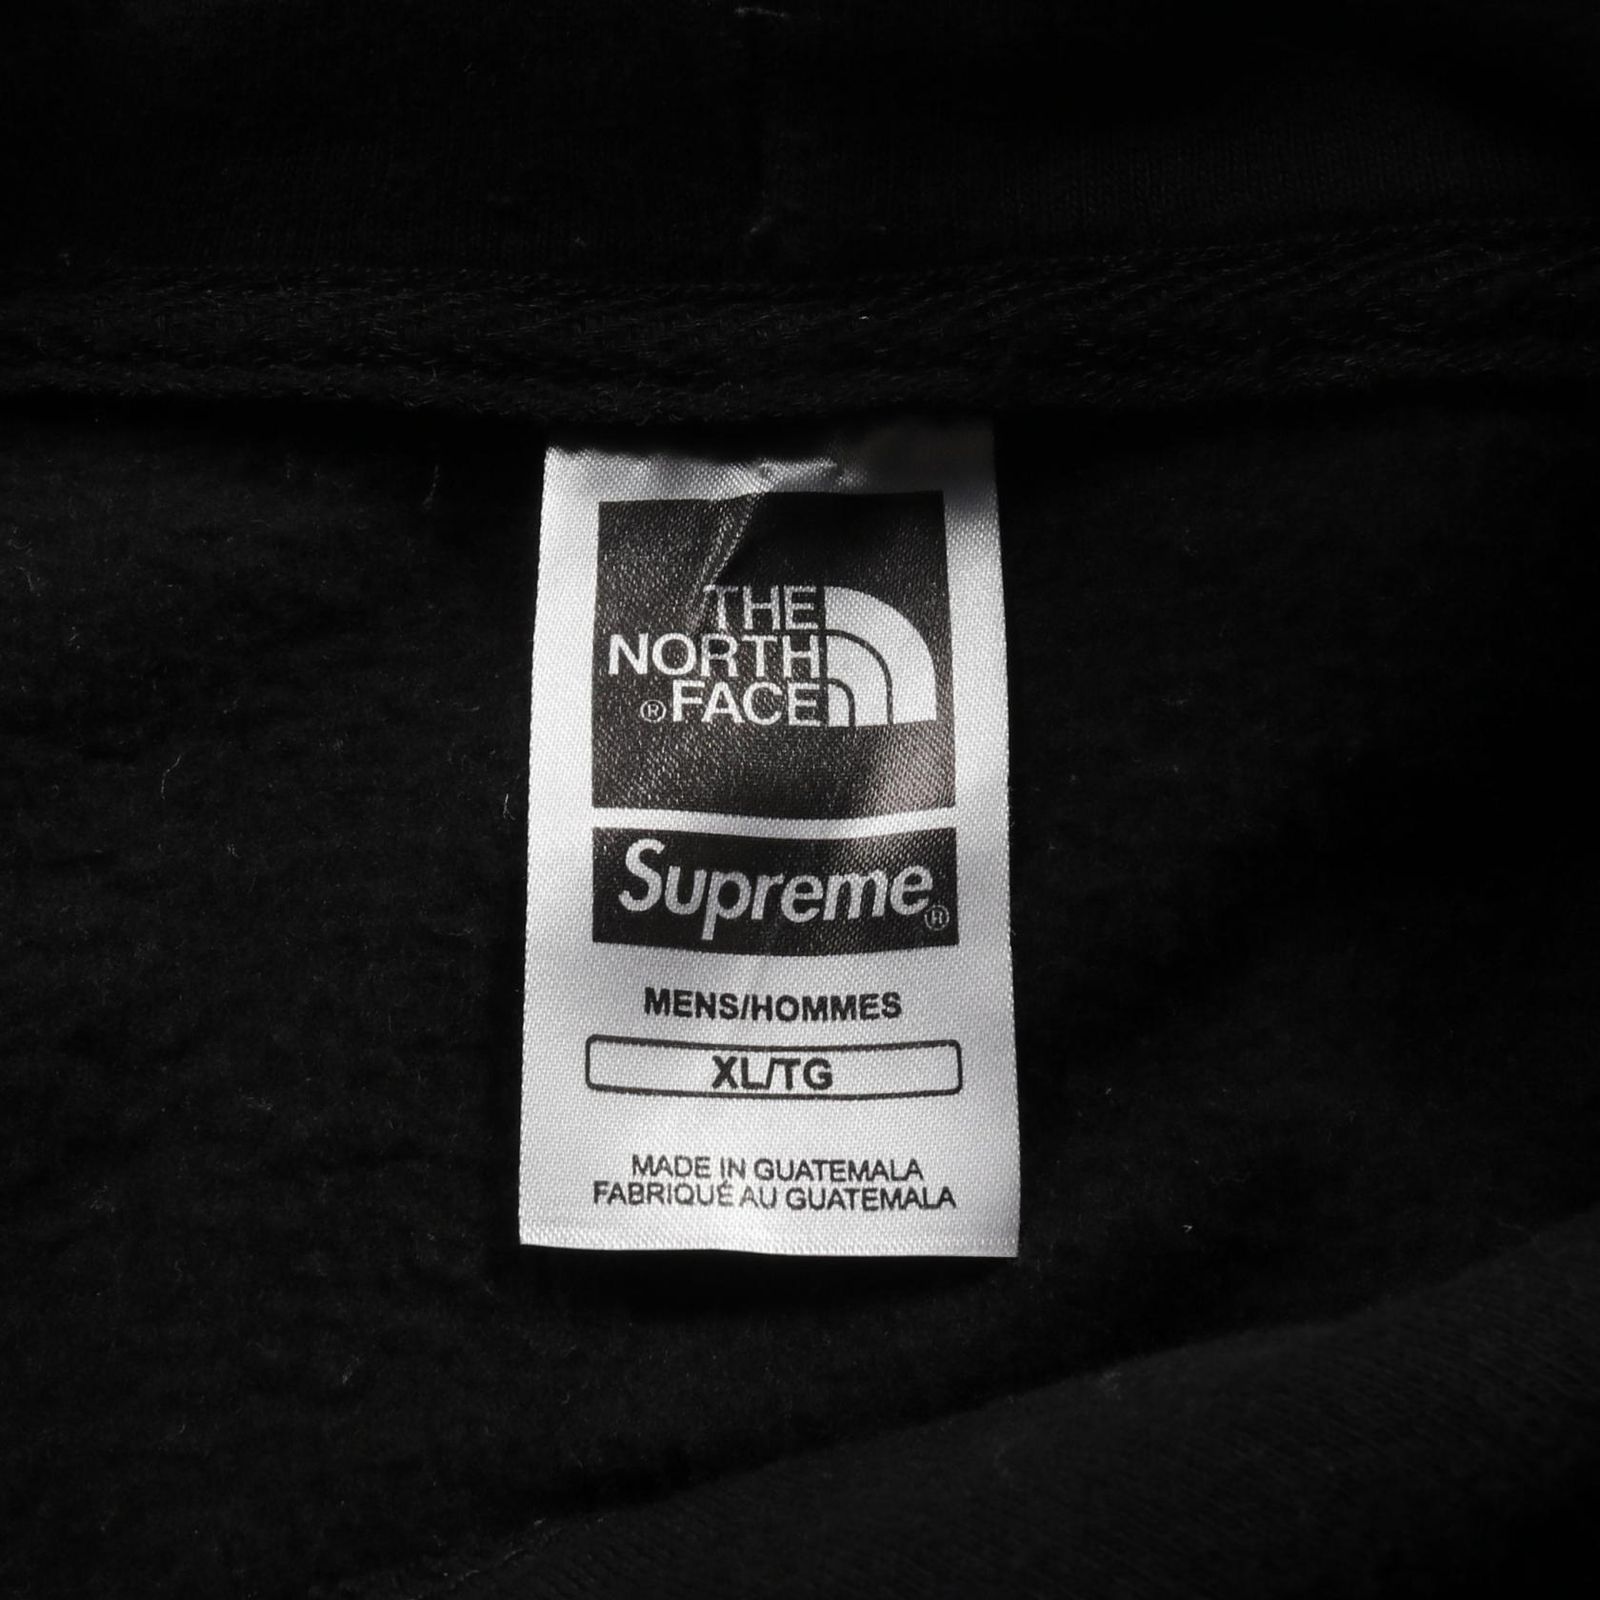 THE
NORTH
®FACE
Supreme®
MENS/HOMMES
XL/TG
MADE IN GUATEMALA
FABRIQUÉ AU GUATEMALA